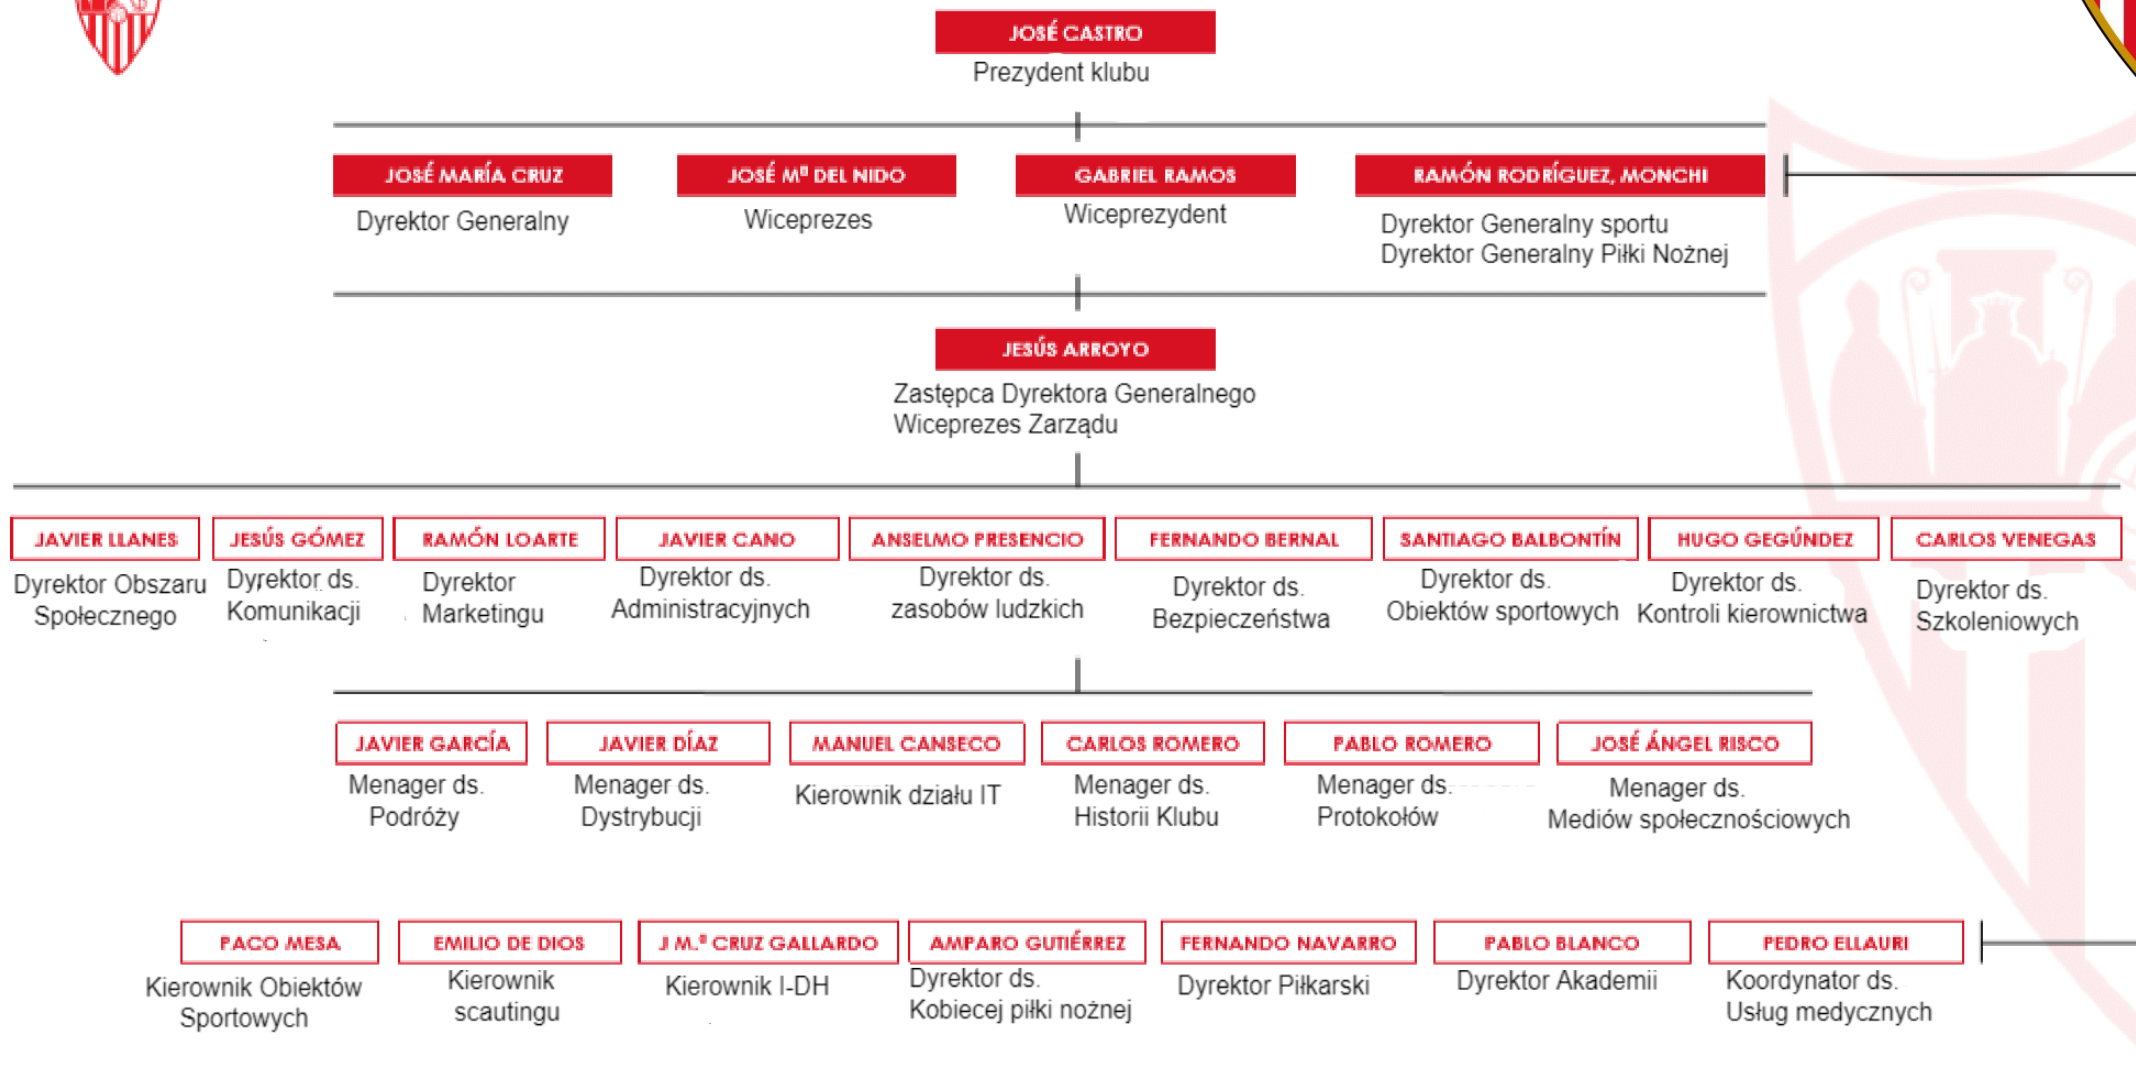 JOSÉ CASTRO
Prezydent klubu
JOSÉ MARÍA CRUZ
Dyrektor Generalny
JOSÉ Mª DEL NIDO
Wiceprezes
GABRIEL RAMOS
Wiceprezydent
RAMÓN RODRÍGUEZ, MONCHI
Dyrektor Generalny sportu
Dyrektor Generalny Piłki Nożnej
JESÚS ARROYO
Zastępca Dyrektora Generalnego
Wiceprezes Zarządu
JAVIER LLANES
Dyrektor Obszaru
Społecznego
JESÚS GÓMEZ
Dyrektor ds.
Komunikacji
RAMÓN LOARTE
Dyrektor
Marketingu
JAVIER CANO
Dyrektor ds.
Administracyjnych
ANSELMO PRESENCIO
Dyrektor ds.
zasobów ludzkich
FERNANDO BERNAL
Dyrektor ds.
Bezpieczeństwa
SANTIAGO BALBONTÍN
Dyrektor ds.
Obiektów sportowych
HUGO GEGÚNDEZ
Dyrektor ds.
Kontroli kierownictwa
CARLOS VENEGAS
Dyrektor ds.
Szkoleniowych
JAVIER GARCÍA
Menager ds.
Podróży
JAVIER DÍAZ
Menager ds.
Dystrybucji
MANUEL CANSECO
Kierownik działu IT
CARLOS ROMERO
Menager ds.
Historii Klubu
PABLO ROMERO
Menager ds.
Protokołów
JOSÉ ÁNGEL RISCO
Menager ds.
Mediów społecznościowych
PACO MESA
Kierownik Obiektów
Sportowych
EMILIO DE DIOS
Kierownik
scautingu
J M.ª CRUZ GALLARDO
Kierownik I-DH
AMPARO GUTIÉRREZ
Dyrektor ds.
Kobiecej piłki nożnej
FERNANDO NAVARRO
Dyrektor Piłkarski
PABLO BLANCO
Dyrektor Akademii
PEDRO ELLAURI
Koordynator ds.
Usług medycznych